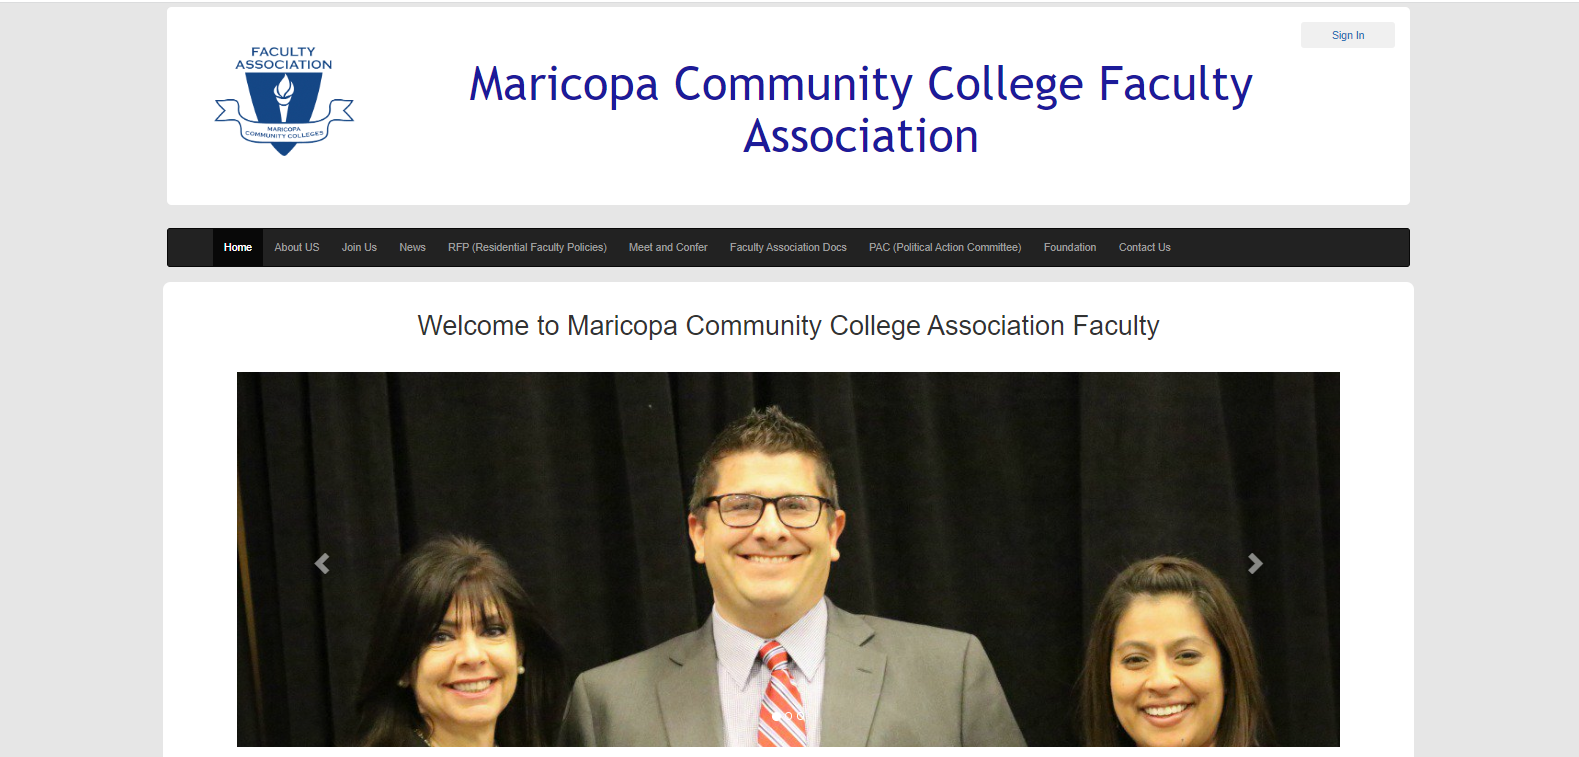 FACULTY
ASSOCIATION
MARICOPA
COMMUNITY COLLEGES
Sign In
Maricopa Community College Faculty
Association
Home About US Join Us News RFP (Residential Faculty Policies) Meet and Confer Faculty Association Docs PAC (Political Action Committee) Foundation Contact Us
Welcome to Maricopa Community College Association Faculty